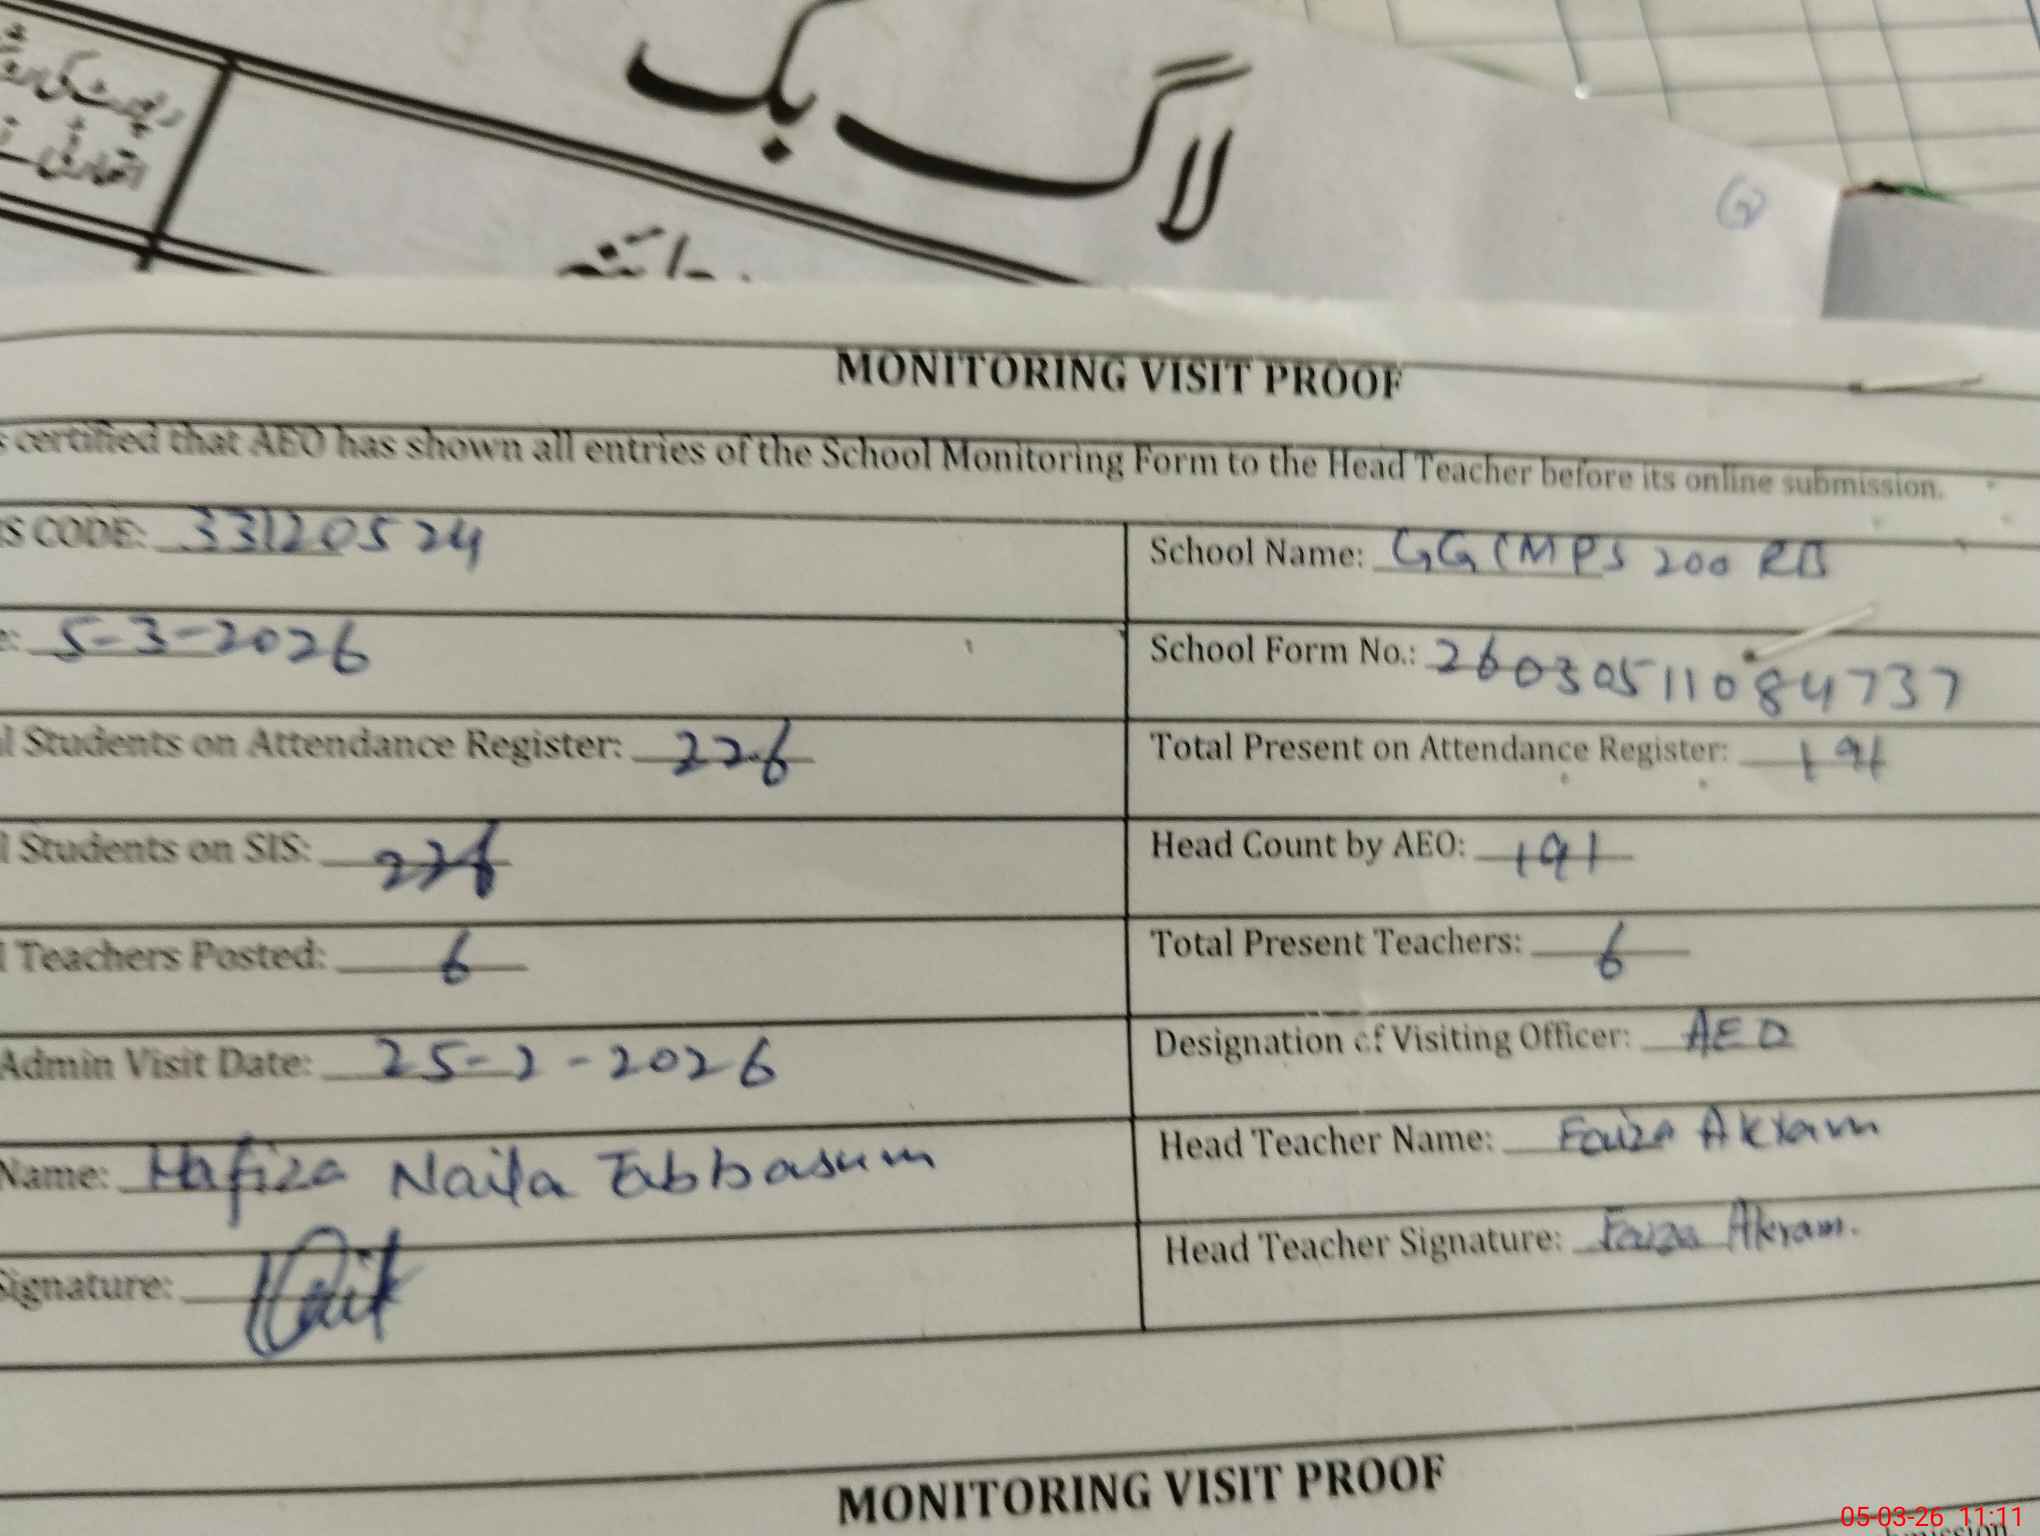 لاگ بک
MONITORING VISIT PROOF
certified that AEO has shown all entries of the School Monitoring Form to the Head Teacher before its online submission.
S CODE: 33120524
School Name: GGCMPS 200 RB
: 5-3-2026
School Form No.: 26030511084737
l Students on Attendance Register: 226
Total Present on Attendance Register: 191
l Students on SIS: 226
Head Count by AEO: 191
l Teachers Posted: 6
Total Present Teachers: 6
Admin Visit Date: 25-2-2026
Designation of Visiting Officer: AEO
Name: Hafiza Naila Tabbasum
Head Teacher Name: Faiza Akram
Signature:
Head Teacher Signature: Faiza Akram.
MONITORING VISIT PROOF
05-03-26 11:11